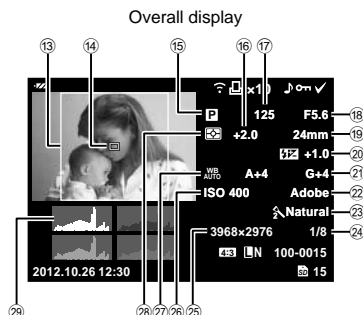 Overall display
⑬ ⑭ ⑮ ⑯ ⑰
×10
P 125 F5.6 ⑱
+2.0 24mm ⑲
+1.0 ⑳
WB AUTO A+4 G+4 ㉑
ISO 400 Adobe ㉒
Natural ㉓
3968×2976 1/8 ㉔
4:3 LN 100-0015
2012.10.26 12:30 SD 15
㉙ ㉘ ㉗ ㉖ ㉕